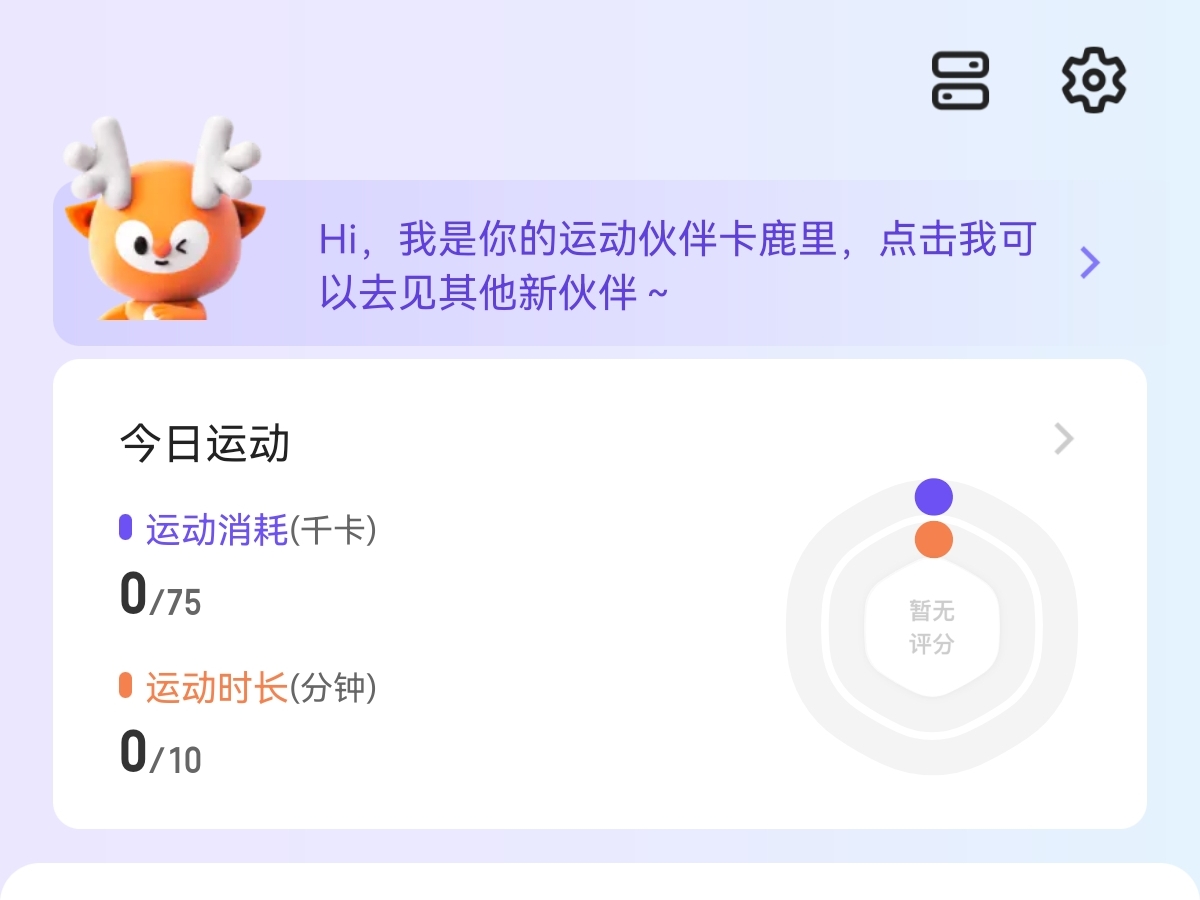 Hi，我是你的运动伙伴卡鹿里，点击我可
以去见其他新伙伴 ~
今日运动
运动消耗(千卡)
0/75
运动时长(分钟)
0/10
暂无
评分